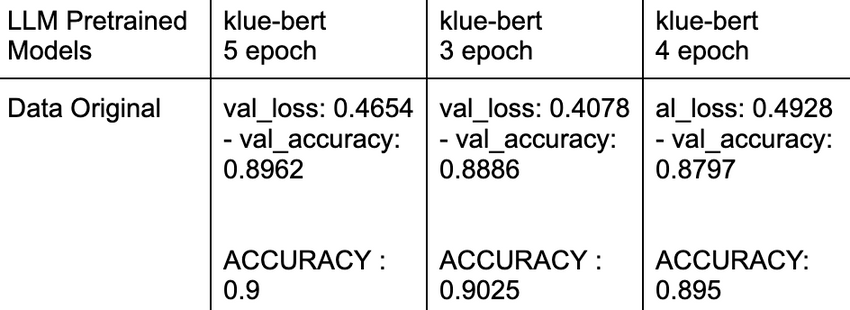 LLM Pretrained
Models
klue-bert
5 epoch
klue-bert
3 epoch
klue-bert
4 epoch
Data Original
val_loss: 0.4654
- val_accuracy:
0.8962
ACCURACY :
0.9
val_loss: 0.4078
- val_accuracy:
0.8886
ACCURACY :
0.9025
al_loss: 0.4928
- val_accuracy:
0.8797
ACCURACY:
0.895